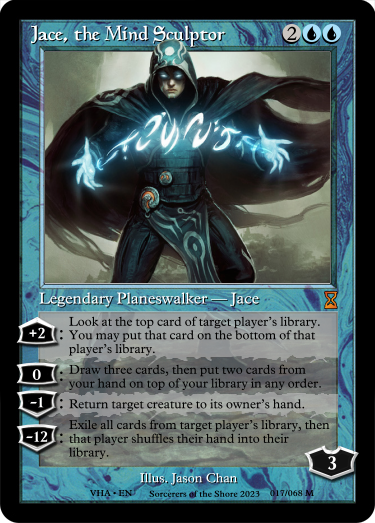 Jace, the Mind Sculptor 2
Legendary Planeswalker — Jace
+2 : Look at the top card of target player's library.
You may put that card on the bottom of that
player's library.
0 : Draw three cards, then put two cards from
your hand on top of your library in any order.
-1 : Return target creature to its owner's hand.
-12 : Exile all cards from target player's library, then
that player shuffles their hand into their
library.
Illus. Jason Chan
3
VHA • EN Sorcerers of the Shore 2023 017/068 M